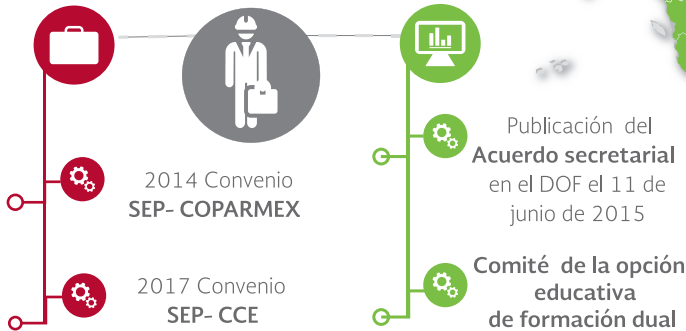 2014 Convenio
SEP- COPARMEX
2017 Convenio
SEP- CCE
Publicación del
Acuerdo secretarial
en el DOF el 11 de
junio de 2015
Comité de la opción
educativa
de formación dual